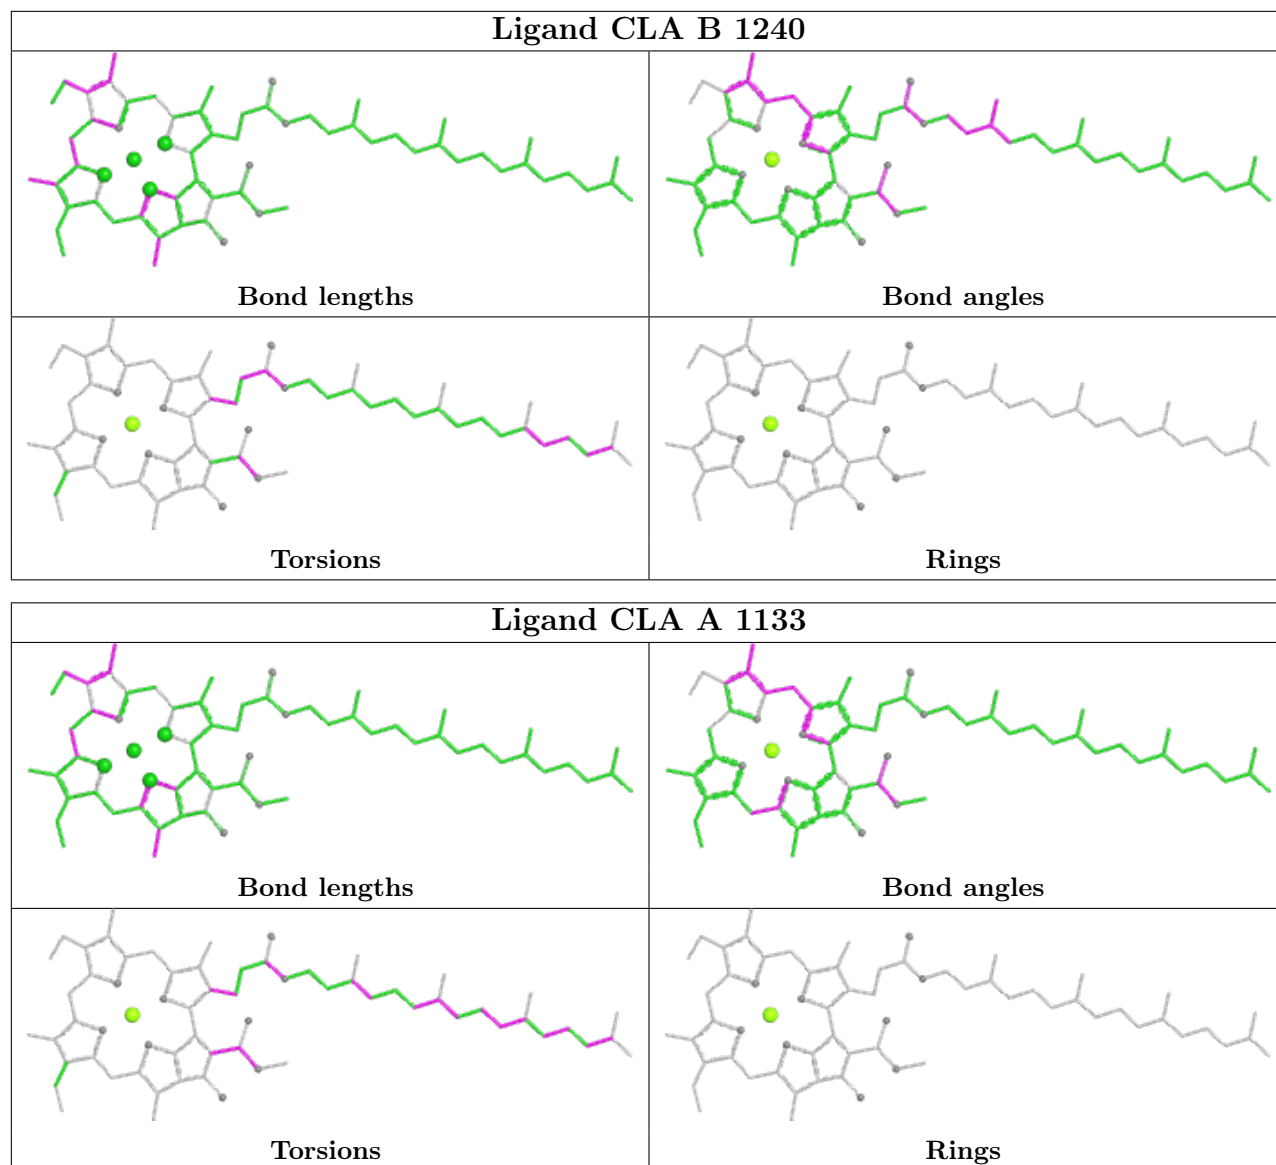 Ligand CLA B 1240
Bond lengths
Bond angles
Torsions
Rings
Ligand CLA A 1133
Bond lengths
Bond angles
Torsions
Rings